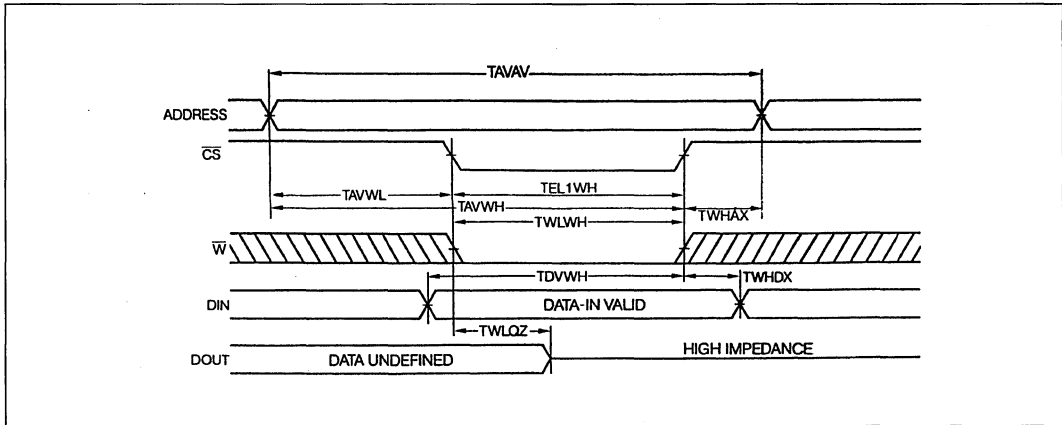 TAVAV
ADDRESS
C̅S̅
TAVWL
TEL1WH
TAVWH
TWHAX
TWLWH
W̅
TDVWH
TWHDX
DIN
DATA-IN VALID
TWLQZ
DOUT
DATA UNDEFINED
HIGH IMPEDANCE